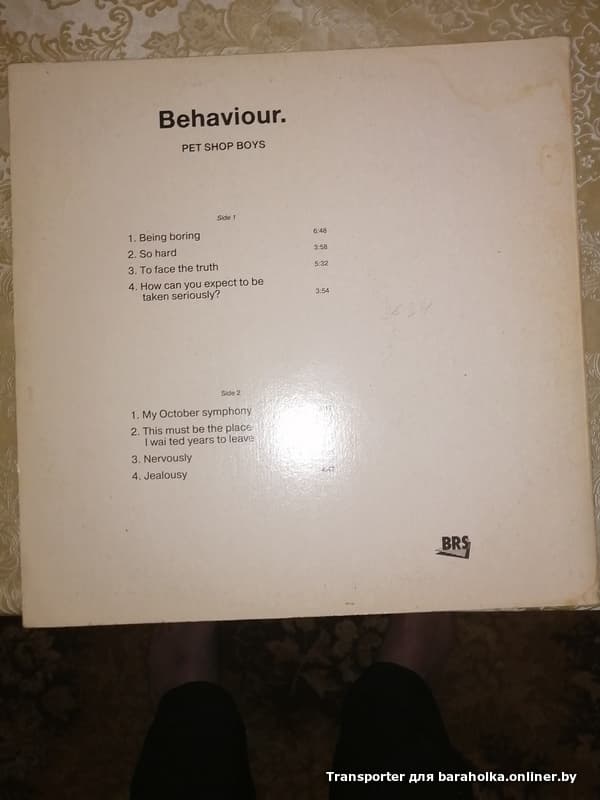 Behaviour.
PET SHOP BOYS
Side 1
1. Being boring 6:48
2. So hard 3:58
3. To face the truth 5:32
4. How can you expect to be
taken seriously? 3:54
Side 2
1. My October symphony
2. This must be the place
I wai ted years to leave
3. Nervously
4. Jealousy 4:47
BRS
Transporter для baraholka.onliner.by